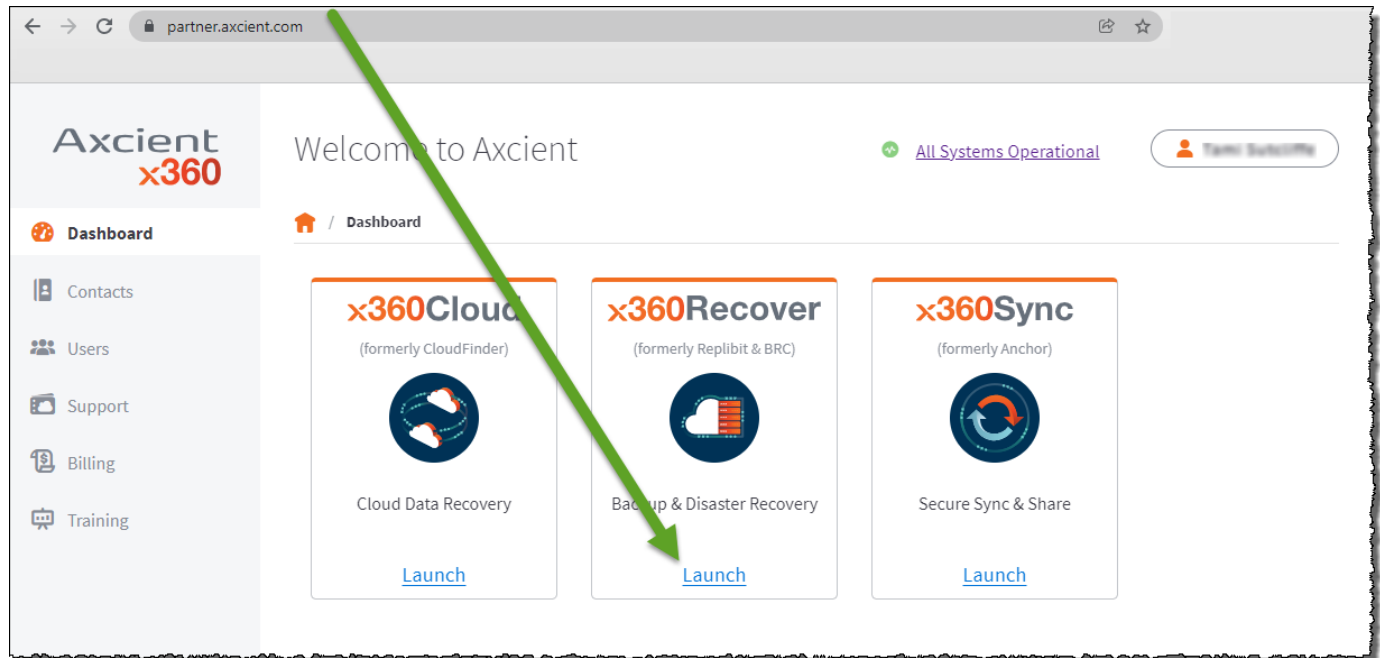 partner.axcient.com
Axcient
x360
Welcome to Axcient
All Systems Operational
Dashboard
/ Dashboard
Contacts
Users
Support
Billing
Training
x360Cloud
(formerly CloudFinder)
Cloud Data Recovery
Launch
x360Recover
(formerly Replibit & BRC)
Backup & Disaster Recovery
Launch
x360Sync
(formerly Anchor)
Secure Sync & Share
Launch